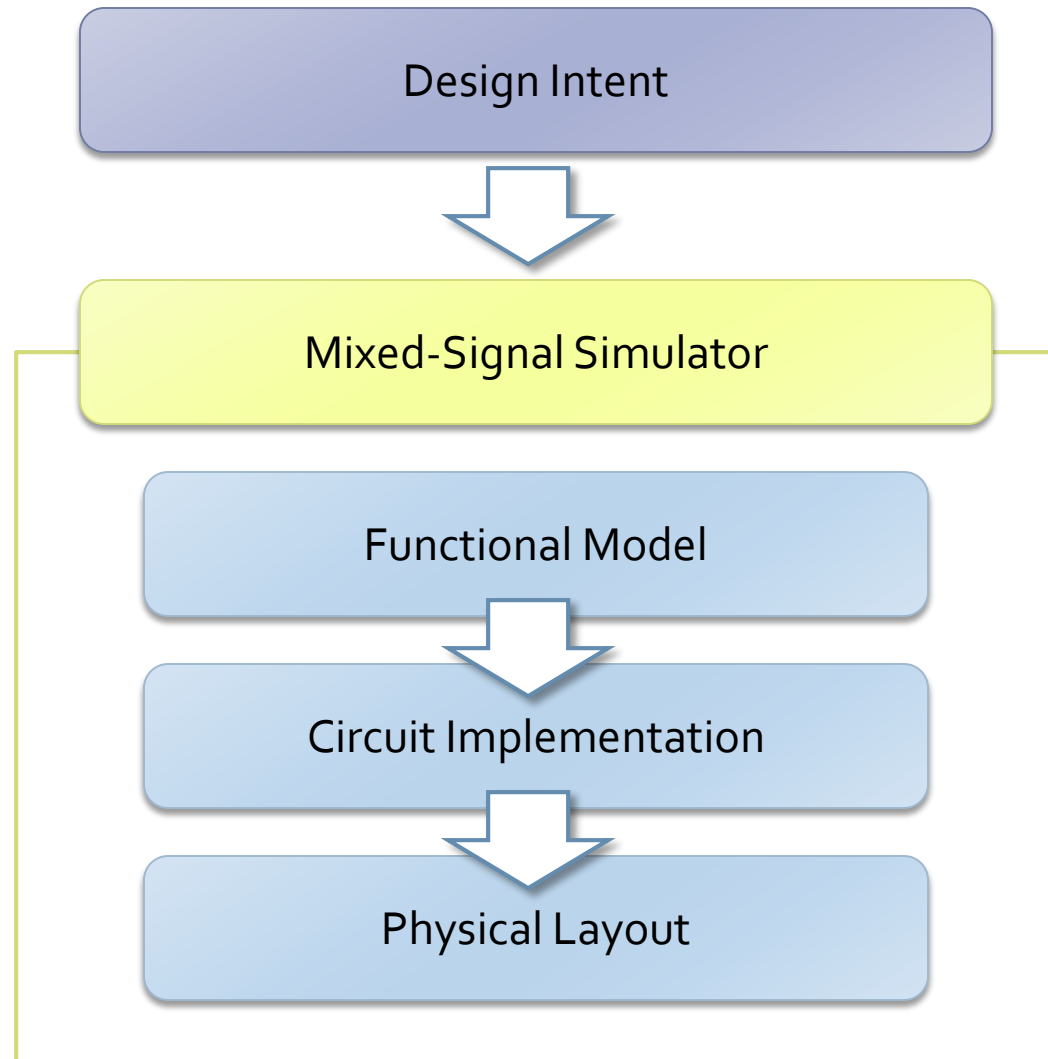 Design Intent
Mixed-Signal Simulator
Functional Model
Circuit Implementation
Physical Layout